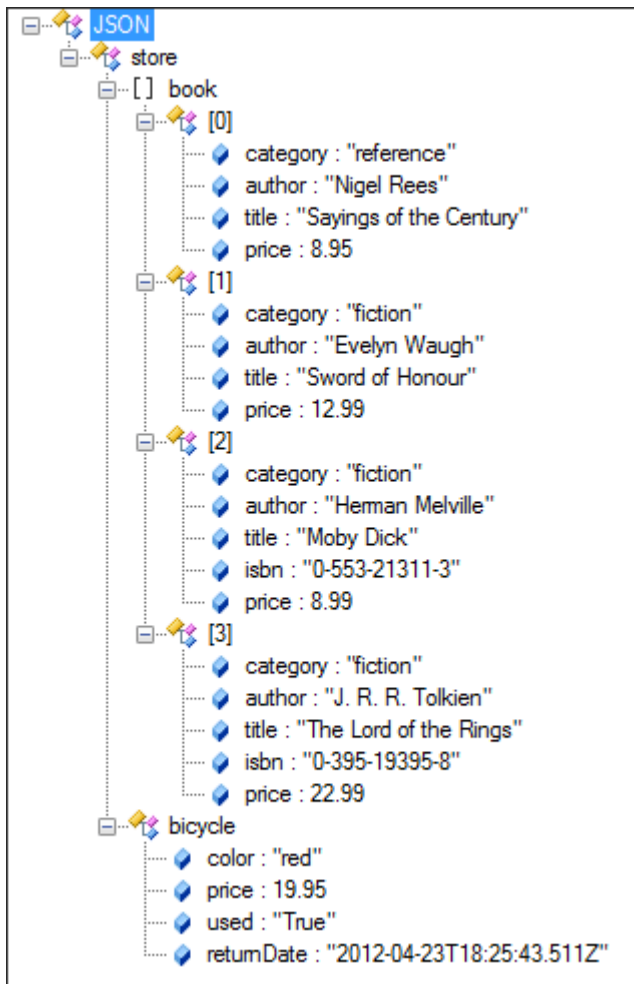 JSON
store
[ ] book
[0]
category : "reference"
author : "Nigel Rees"
title : "Sayings of the Century"
price : 8.95
[1]
category : "fiction"
author : "Evelyn Waugh"
title : "Sword of Honour"
price : 12.99
[2]
category : "fiction"
author : "Herman Melville"
title : "Moby Dick"
isbn : "0-553-21311-3"
price : 8.99
[3]
category : "fiction"
author : "J. R. R. Tolkien"
title : "The Lord of the Rings"
isbn : "0-395-19395-8"
price : 22.99
bicycle
color : "red"
price : 19.95
used : "True"
returnDate : "2012-04-23T18:25:43.511Z"